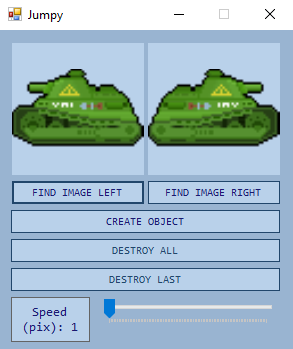 Jumpy
FIND IMAGE LEFT
FIND IMAGE RIGHT
CREATE OBJECT
DESTROY ALL
DESTROY LAST
Speed
(pix): 1